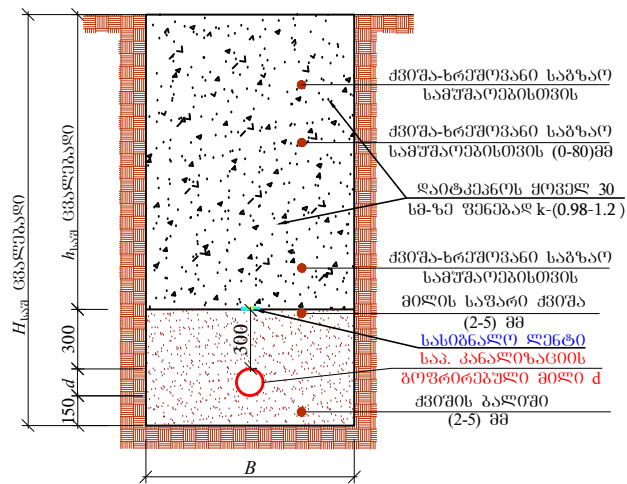 ქვიშა-ხრეშოვანი საგზაო
სამუშაოებისთვის
ქვიშა-ხრეშოვანი საგზაო
სამუშაოებისთვის (0-80)მმ
დაიტკეპნოს ყოველ 30
სმ-ზე ფენებად k-(0.98-1.2)
ქვიშა-ხრეშოვანი საგზაო
სამუშაოებისთვის
მილის საფარი ქვიშა
(2-5) მმ
სასიგნალო ლენტი
საპ. კანალიზაციის
გოფრირებული მილი d
ქვიშის ბალიში
(2-5) მმ
Hსაშ ცვალებადი
hსაშ ცვალებადი
300
d
150
300
B